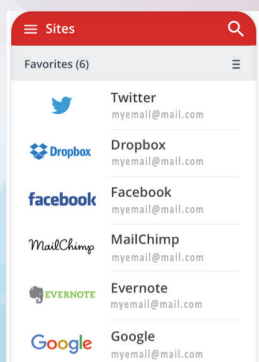 Sites
Favorites (6)
Twitter
myemail@mail.com
Dropbox
Dropbox
myemail@mail.com
facebook
Facebook
myemail@mail.com
MailChimp
MailChimp
myemail@mail.com
EVERNOTE
Evernote
myemail@mail.com
Google
Google
myemail@mail.com